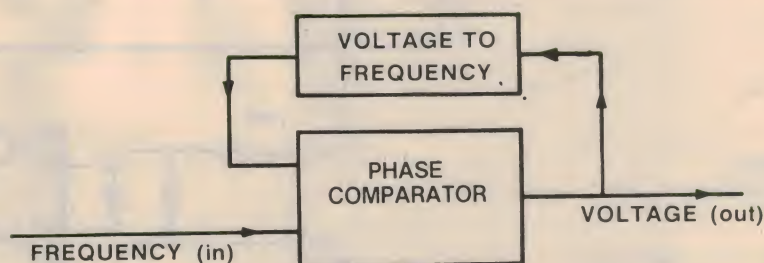 VOLTAGE TO
FREQUENCY
PHASE
COMPARATOR
VOLTAGE (out)
FREQUENCY (in)